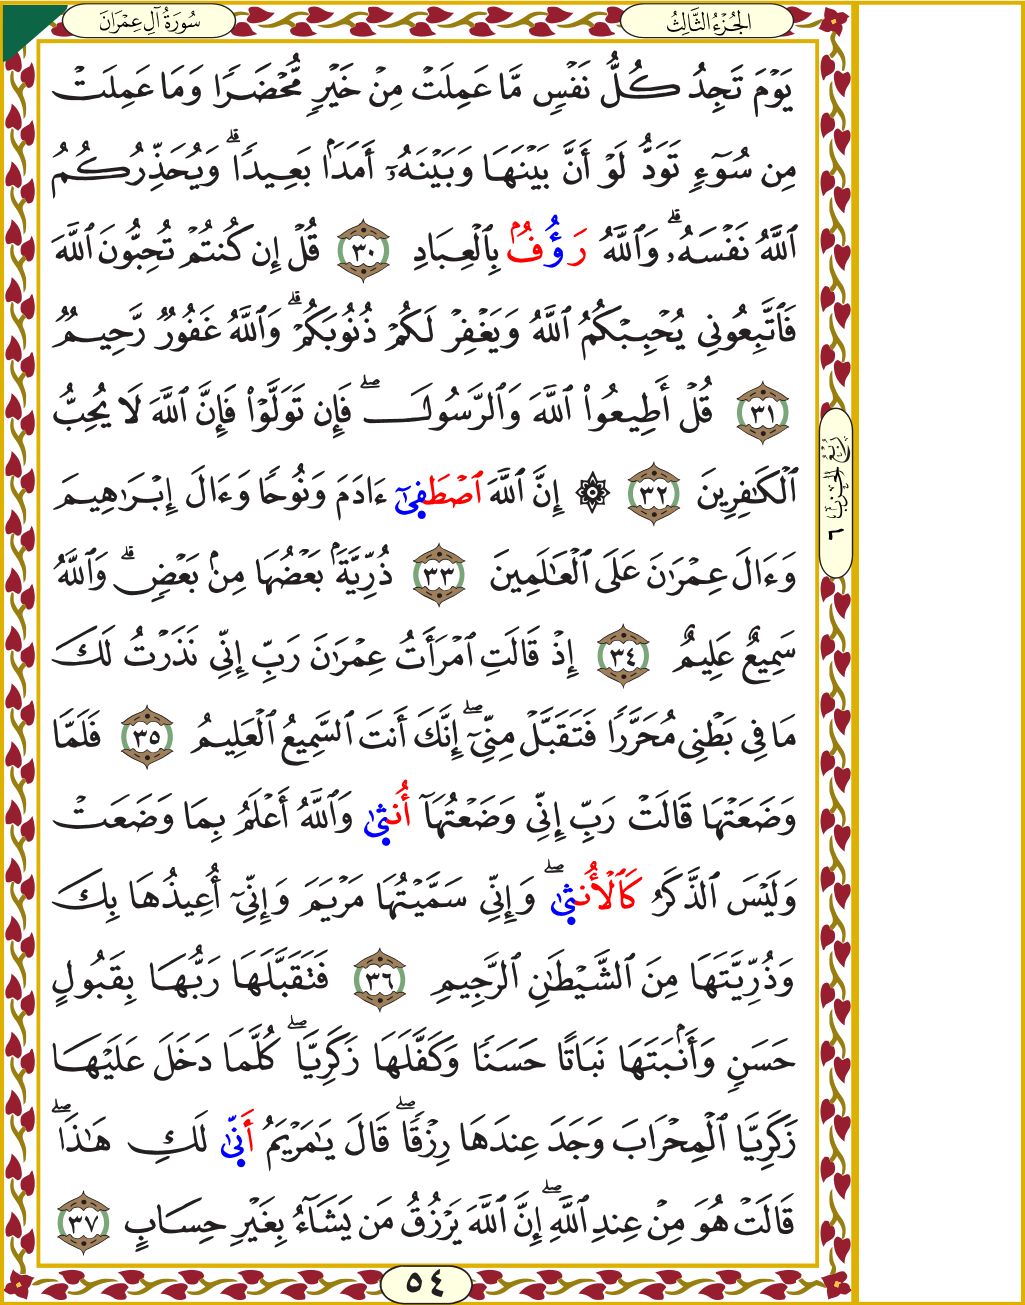 سُورَةُ آلِ عِمْرَانَ
الجُزْءُ الثَّالِثُ
يَوْمَ تَجِدُ كُلُّ نَفْسٖ مَّا عَمِلَتْ مِنْ خَيْرٖ مُّحْضَرٗا وَمَا عَمِلَتْ
مِن سُوٓءٖ تَوَدُّ لَوْ أَنَّ بَيْنَهَا وَبَيْنَهُۥٓ أَمَدَۢا بَعِيدٗاۗ وَيُحَذِّرُكُمُ
ٱللَّهُ نَفْسَهُۥۗ وَٱللَّهُ رَؤُفُۢ بِٱلْعِبَادِ ٣٠ قُلْ إِن كُنتُمْ تُحِبُّونَ ٱللَّهَ
فَٱتَّبِعُونِي يُحْبِبْكُمُ ٱللَّهُ وَيَغْفِرْ لَكُمْ ذُنُوبَكُمْۗ وَٱللَّهُ غَفُورٞ رَّحِيمٞ
٣١ قُلْ أَطِيعُوا۟ ٱللَّهَ وَٱلرَّسُولَۖ فَإِن تَوَلَّوْا۟ فَإِنَّ ٱللَّهَ لَا يُحِبُّ
ٱلْكَٰفِرِينَ ٣٢ ۞ إِنَّ ٱللَّهَ ٱصْطَفٜىٰٓ ءَادَمَ وَنُوحٗا وَءَالَ إِبْرَٰهِيمَ
وَءَالَ عِمْرَٰنَ عَلَى ٱلْعَٰلَمِينَ ٣٣ ذُرِّيَّةَۢ بَعْضُهَا مِنۢ بَعْضٖۗ وَٱللَّهُ
سَمِيعٌ عَلِيمٌ ٣٤ إِذْ قَالَتِ ٱمْرَأَتُ عِمْرَٰنَ رَبِّ إِنِّي نَذَرْتُ لَكَ
مَا فِي بَطْنِي مُحَرَّرٗا فَتَقَبَّلْ مِنِّيٓۖ إِنَّكَ أَنتَ ٱلسَّمِيعُ ٱلْعَلِيمُ ٣٥ فَلَمَّا
وَضَعَتْهَا قَالَتْ رَبِّ إِنِّي وَضَعْتُهَآ أُنثٜىٰ وَٱللَّهُ أَعْلَمُ بِمَا وَضَعَتْ
وَلَيْسَ ٱلذَّكَرُ كَٱلْأُنثٜىٰۖ وَإِنِّي سَمَّيْتُهَا مَرْيَمَ وَإِنِّيٓ أُعِيذُهَا بِكَ
وَذُرِّيَّتَهَا مِنَ ٱلشَّيْطَٰنِ ٱلرَّجِيمِ ٣٦ فَتَقَبَّلَهَا رَبُّهَا بِقَبُولٍ
حَسَنٖ وَأَنۢبَتَهَا نَبَاتًا حَسَنٗا وَكَفَّلَهَا زَكَرِيَّاۖ كُلَّمَا دَخَلَ عَلَيْهَا
زَكَرِيَّا ٱلْمِحْرَابَ وَجَدَ عِندَهَا رِزْقٗاۖ قَالَ يَٰمَرْيَمُ أَنّٜىٰ لَكِ هَٰذَاۖ
قَالَتْ هُوَ مِنْ عِندِ ٱللَّهِۖ إِنَّ ٱللَّهَ يَرْزُقُ مَن يَشَآءُ بِغَيْرِ حِسَابٍ ٣٧
رُبْعُ الحِزْبِ ٦
٥٤